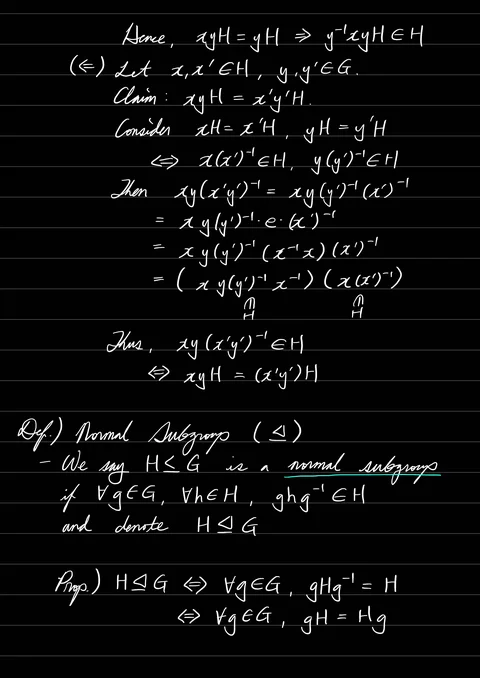 Hence, xyH = yH ⇒ y⁻¹xyH ∈ H
(⇐) Let x, x' ∈ H, y, y' ∈ G.
Claim: xyH = x'y'H.
Consider xH = x'H, yH = y'H
⇔ x(x')⁻¹ ∈ H, y(y')⁻¹ ∈ H
Then xy(x'y')⁻¹ = xy(y')⁻¹(x')⁻¹
= xy(y')⁻¹·e·(x')⁻¹
= xy(y')⁻¹(x⁻¹x)(x')⁻¹
= (xy(y')⁻¹x⁻¹)(x(x')⁻¹)
∈ ∈
H H
Thus, xy(x'y')⁻¹ ∈ H
⇔ xyH = (x'y')H
Def.) Normal Subgroup (⊴)
- We say H ≤ G is a normal subgroup
if ∀g∈G, ∀h∈H, ghg⁻¹ ∈ H
and denote H ⊴ G
Prop.) H ⊴ G ⇔ ∀g∈G, gHg⁻¹ = H
⇔ ∀g∈G, gH = Hg